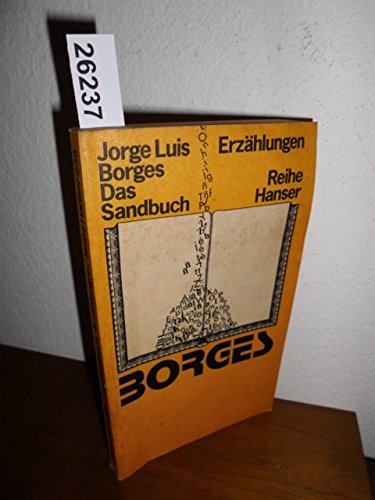 26237
Jorge Luis
Borges
Das
Sandbuch
Erzählungen
Reihe
Hanser
BORGES